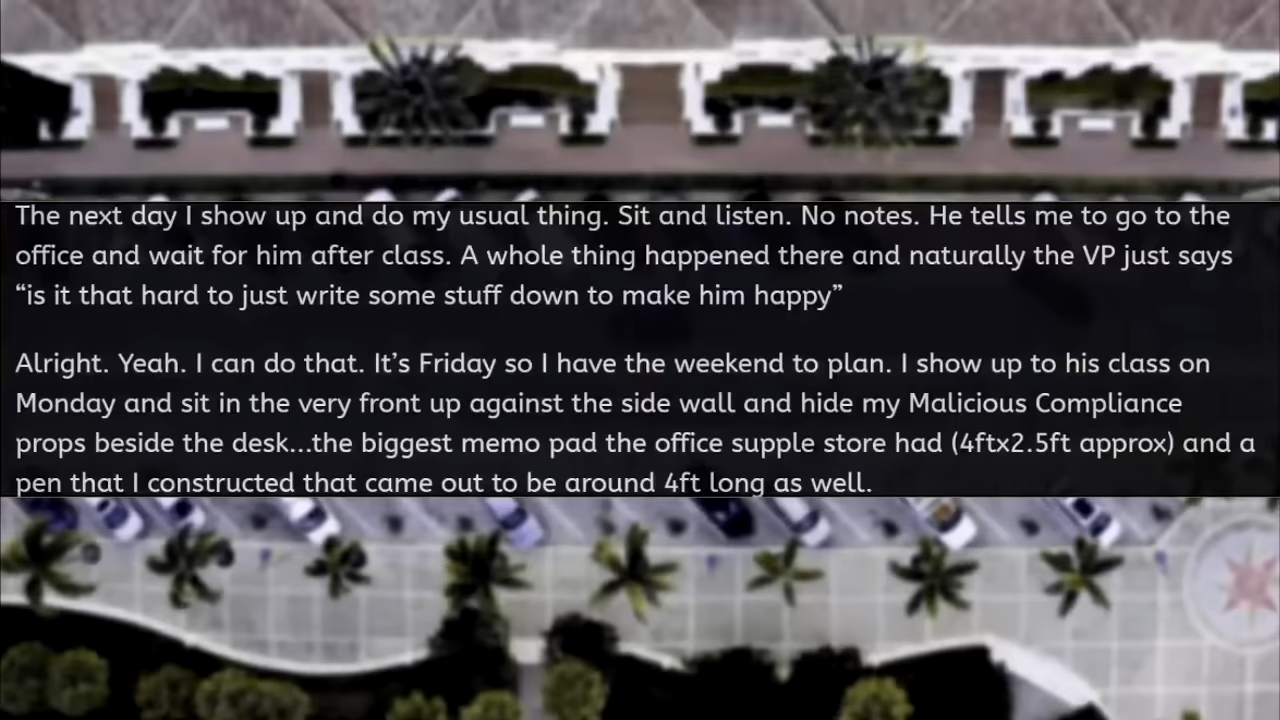 The next day I show up and do my usual thing. Sit and listen. No notes. He tells me to go to the
office and wait for him after class. A whole thing happened there and naturally the VP just says
“is it that hard to just write some stuff down to make him happy”
Alright. Yeah. I can do that. It’s Friday so I have the weekend to plan. I show up to his class on
Monday and sit in the very front up against the side wall and hide my Malicious Compliance
props beside the desk...the biggest memo pad the office supple store had (4ftx2.5ft approx) and a
pen that I constructed that came out to be around 4ft long as well.